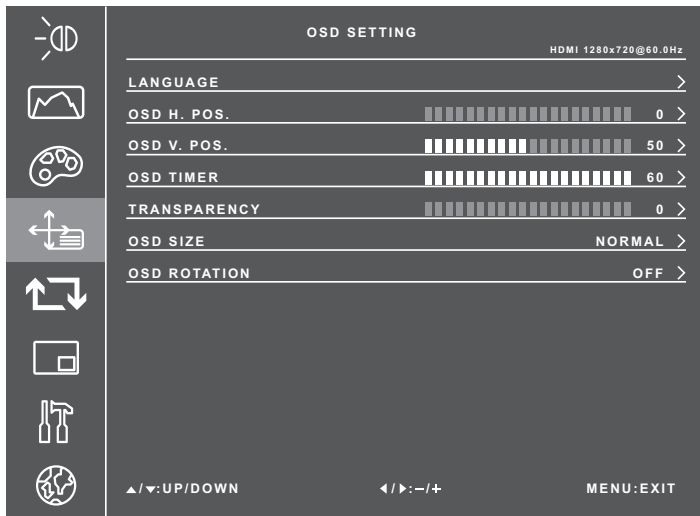 OSD SETTING
HDMI 1280x720@60.0Hz
LANGUAGE >
OSD H. POS. 0 >
OSD V. POS. 50 >
OSD TIMER 60 >
TRANSPARENCY 0 >
OSD SIZE NORMAL >
OSD ROTATION OFF >
▲/▼:UP/DOWN ◀/▶:−/+ MENU:EXIT